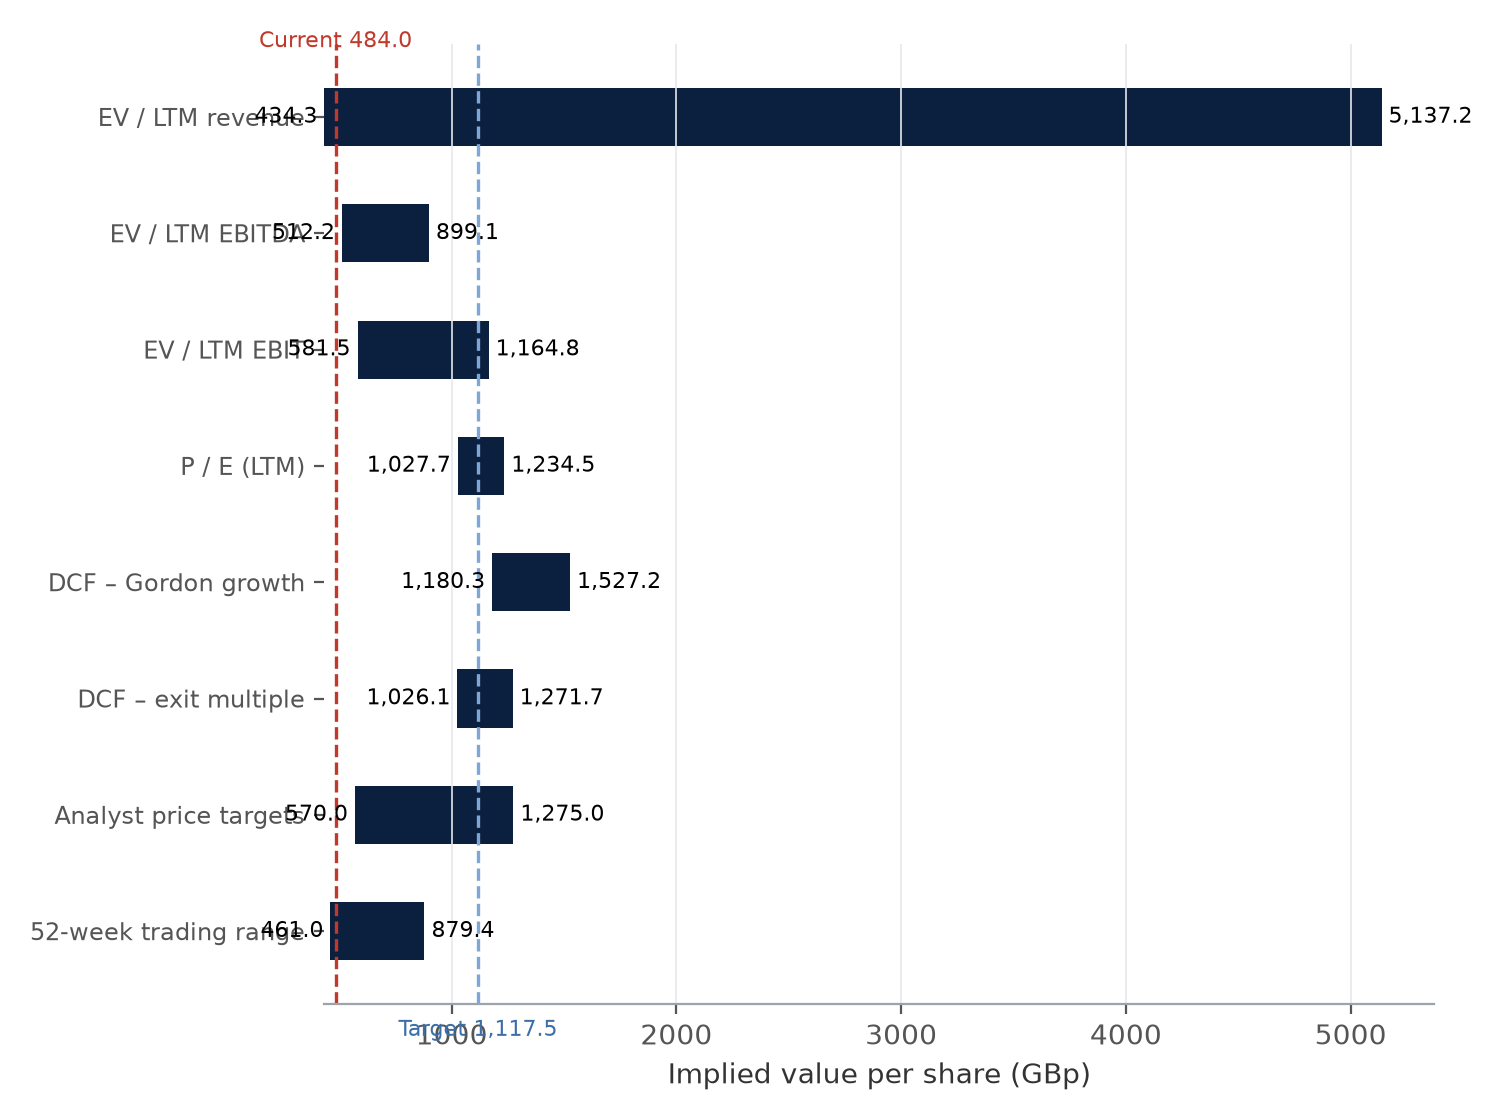 Current 484.0
EV / LTM revenue 434.3 5,137.2
EV / LTM EBITDA 512.2 899.1
EV / LTM EBIT 581.5 1,164.8
P / E (LTM) 1,027.7 1,234.5
DCF – Gordon growth 1,180.3 1,527.2
DCF – exit multiple 1,026.1 1,271.7
Analyst price targets 570.0 1,275.0
52-week trading range 461.0 879.4
Target 1,117.5
1000 2000 3000 4000 5000
Implied value per share (GBp)